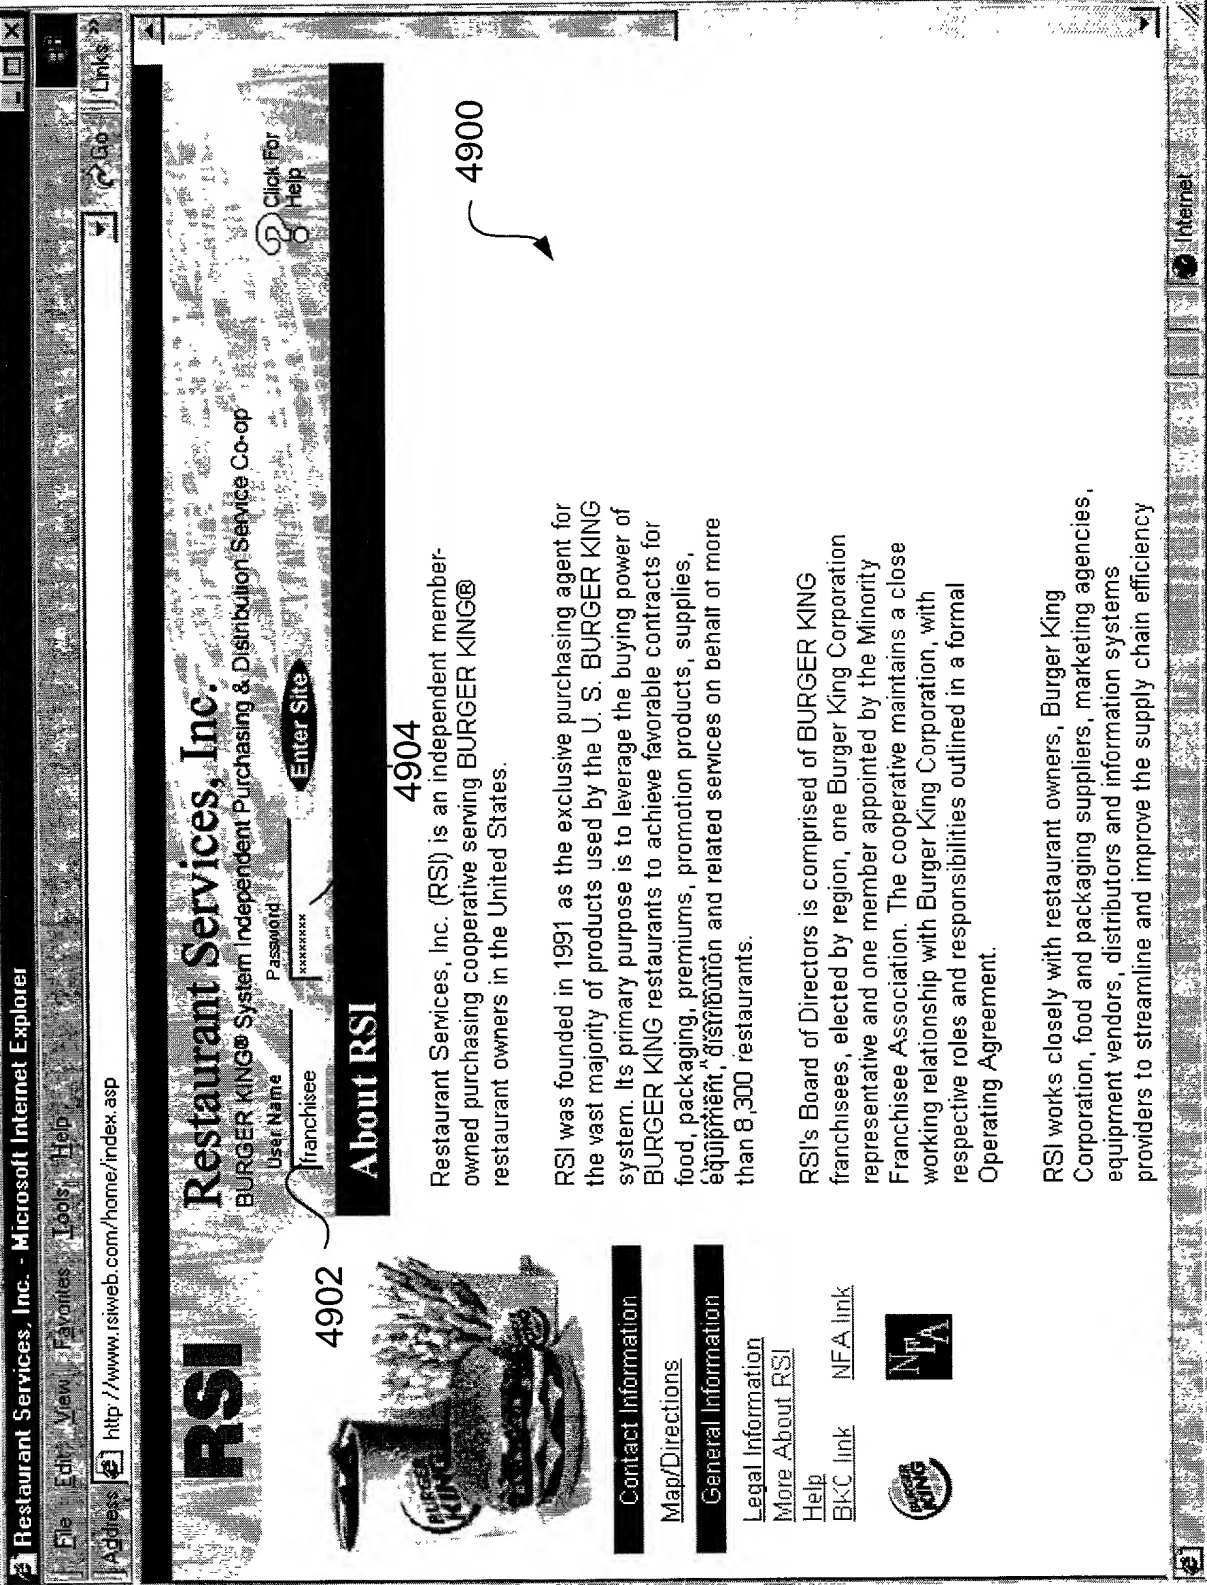 Restaurant Services, Inc. - Microsoft Internet Explorer
File Edit View Favorites Tools Help
Address http://www.rsiweb.com/home/index.asp Go Links »
RSI
Restaurant Services, Inc.
BURGER KING® System Independent Purchasing & Distribution Service Co-op
User Name Password
franchisee ******** Enter Site
Click For
Help
4902
4904
4900
About RSI
BURGER
KING
Contact Information
Map/Directions
General Information
Legal Information
More About RSI
Help
BKC link NFA link
BURGER
KING
NFA
Restaurant Services, Inc. (RSI) is an independent member-
owned purchasing cooperative serving BURGER KING®
restaurant owners in the United States.
RSI was founded in 1991 as the exclusive purchasing agent for
the vast majority of products used by the U. S. BURGER KING
system. Its primary purpose is to leverage the buying power of
BURGER KING restaurants to achieve favorable contracts for
food, packaging, premiums, promotion products, supplies,
equipment, distribution and related services on behalf of more
than 8,300 restaurants.
RSI's Board of Directors is comprised of BURGER KING
franchisees, elected by region, one Burger King Corporation
representative and one member appointed by the Minority
Franchisee Association. The cooperative maintains a close
working relationship with Burger King Corporation, with
respective roles and responsibilities outlined in a formal
Operating Agreement.
RSI works closely with restaurant owners, Burger King
Corporation, food and packaging suppliers, marketing agencies,
equipment vendors, distributors and information systems
providers to streamline and improve the supply chain efficiency
Internet